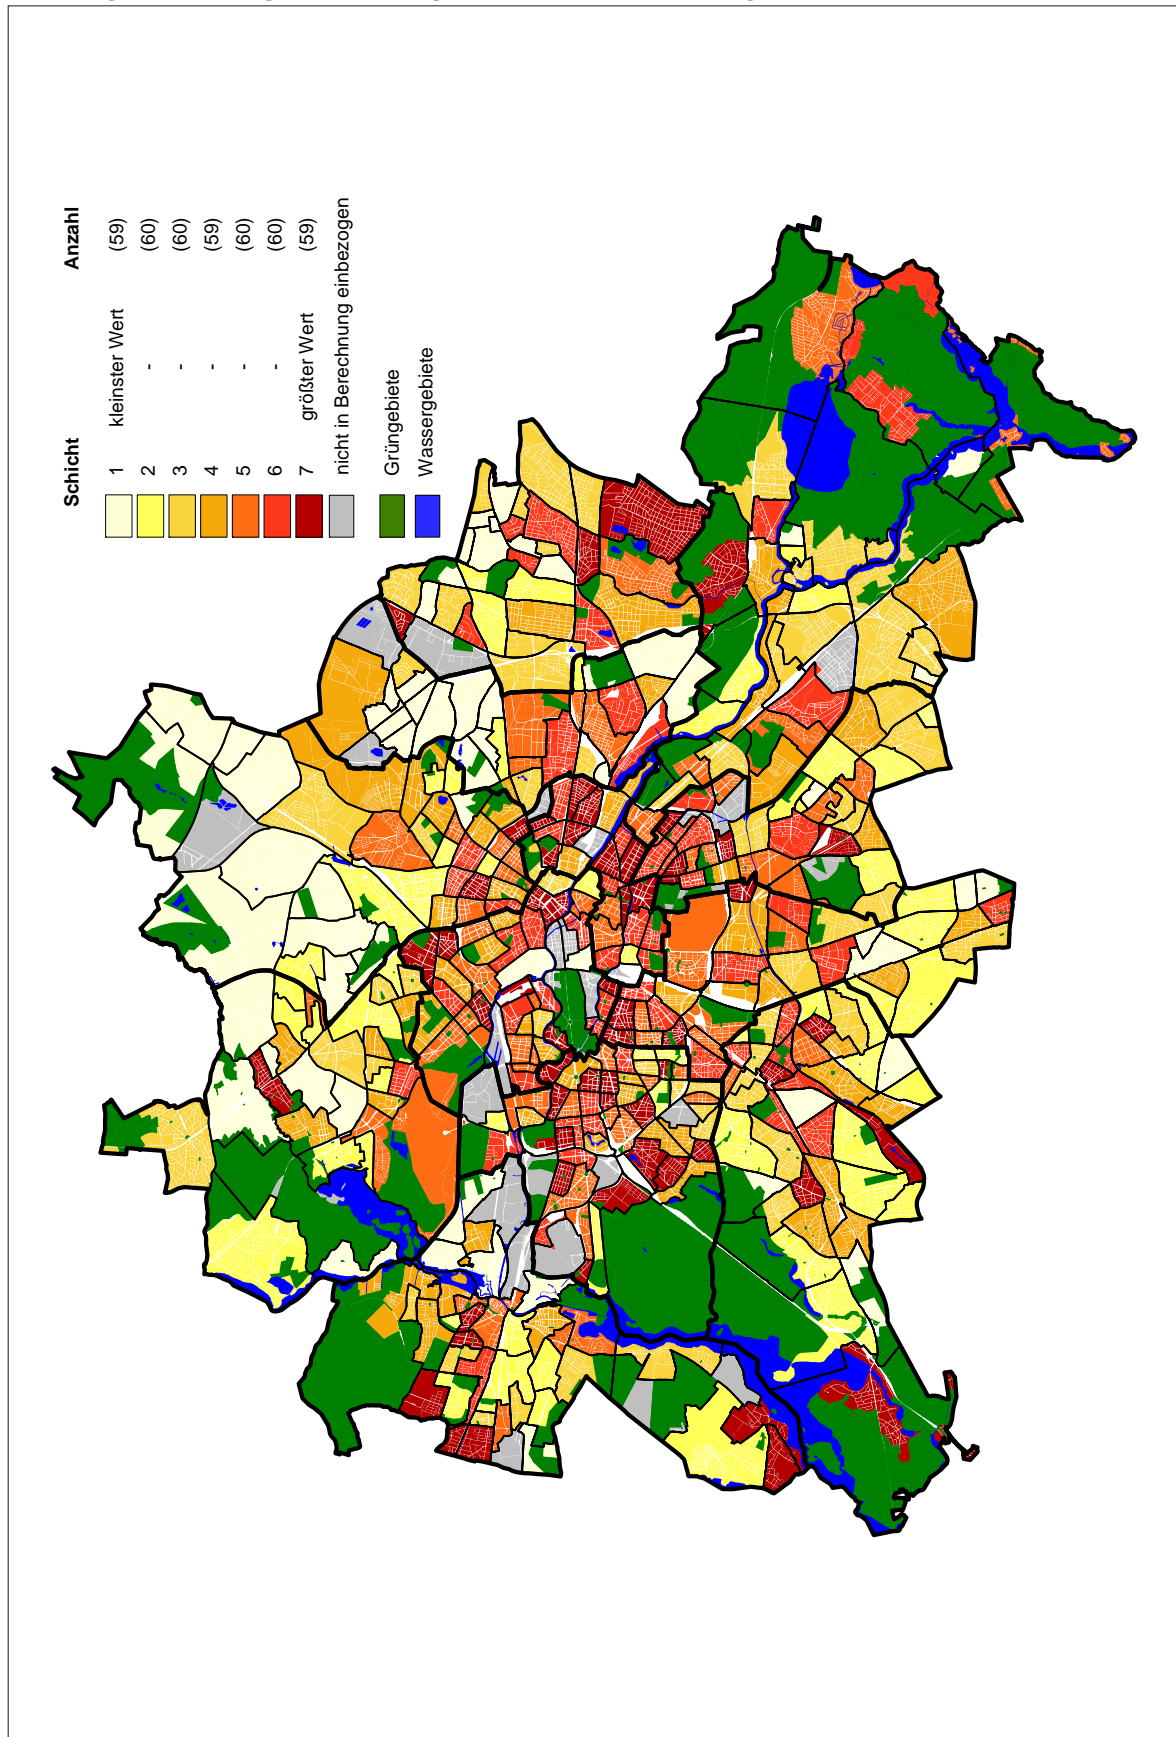 Schicht Anzahl
1 kleinster Wert (59)
2 - (60)
3 - (60)
4 - (59)
5 - (60)
6 - (60)
7 größter Wert (59)
nicht in Berechnung einbezogen
Grüngebiete
Wassergebiete